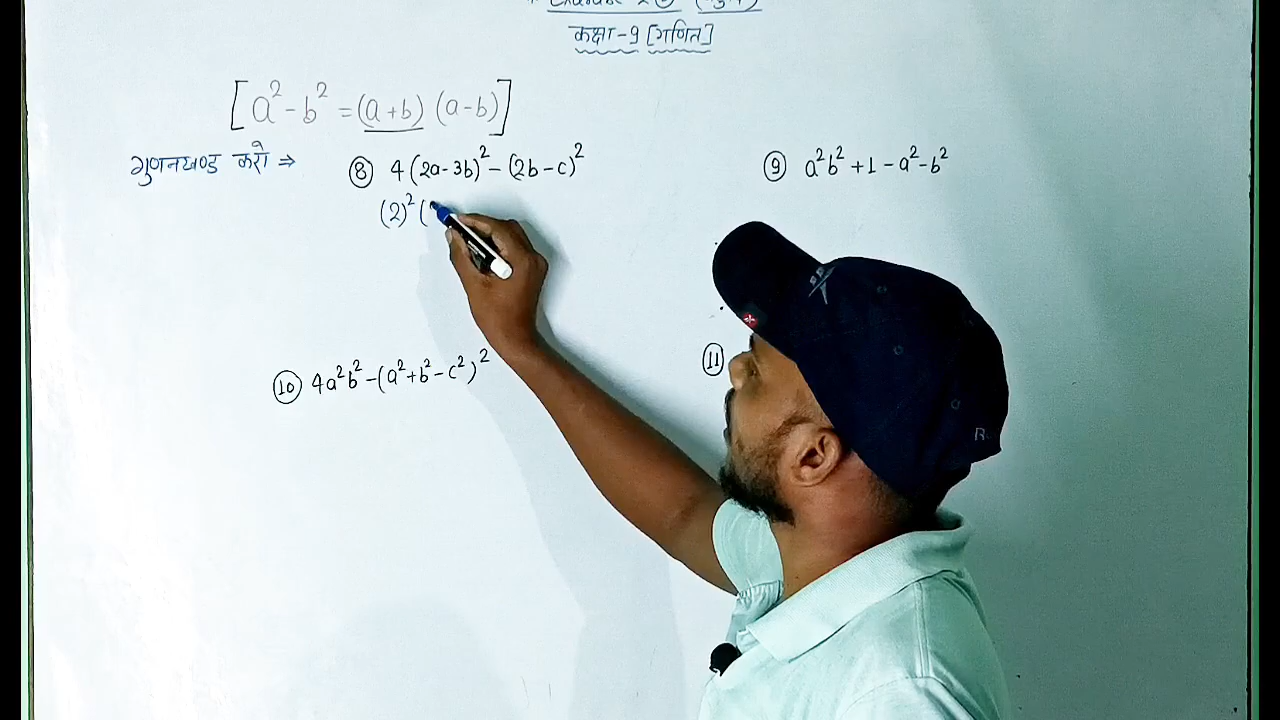 कक्षा-9 [गणित]
[a²-b² = (a+b) (a-b)]
गुणनखण्ड करो ⇒ ⑧ 4(2a-3b)² - (2b-c)² ⑨ a²b² + 1 - a² - b²
(2)² (
⑩ 4a²b² - (a²+b²-c²)² ⑪
R